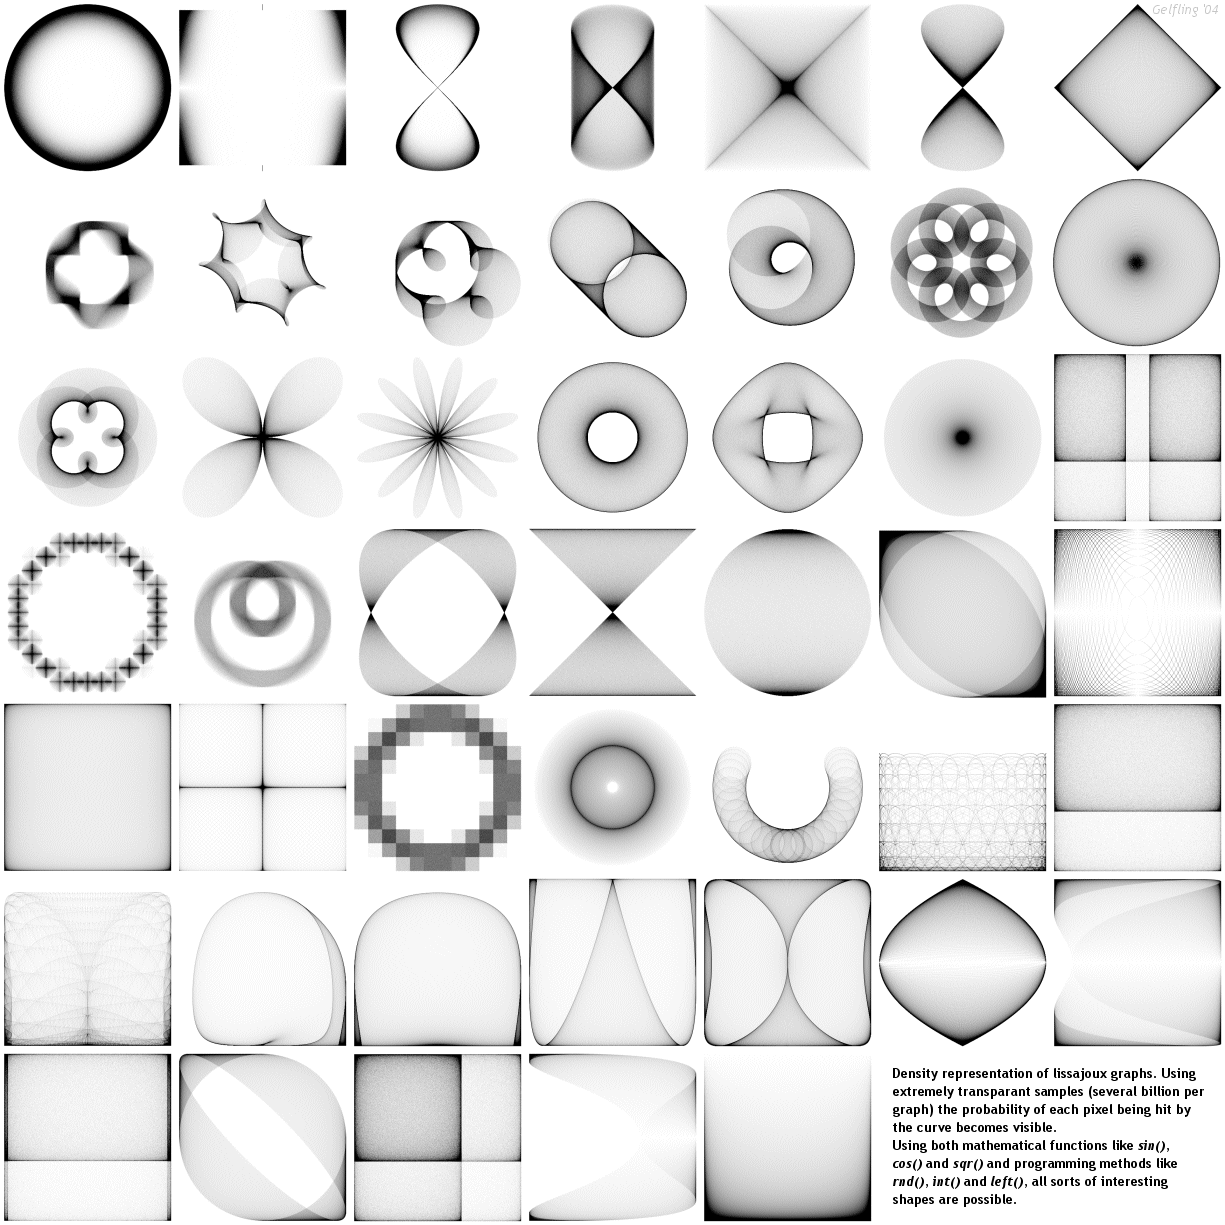 Gelfling '04
Density representation of lissajoux graphs. Using
extremely transparant samples (several billion per
graph) the probability of each pixel being hit by
the curve becomes visible.
Using both mathematical functions like sin(),
cos() and sqr() and programming methods like
rnd(), int() and left(), all sorts of interesting
shapes are possible.